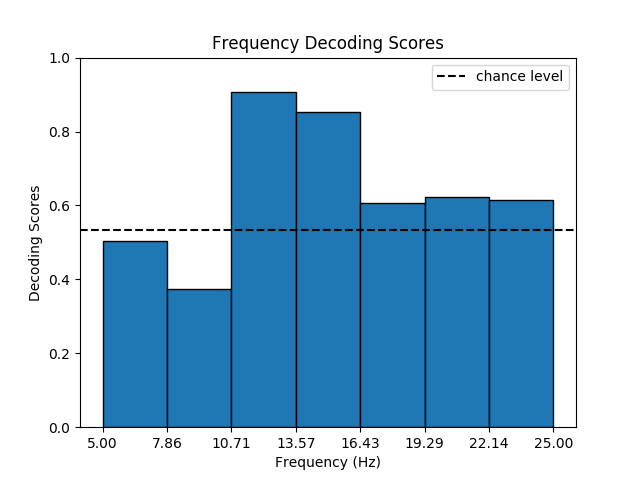 Frequency Decoding Scores
chance level
1.0
0.8
0.6
0.4
0.2
0.0
Decoding Scores
5.00 7.86 10.71 13.57 16.43 19.29 22.14 25.00
Frequency (Hz)